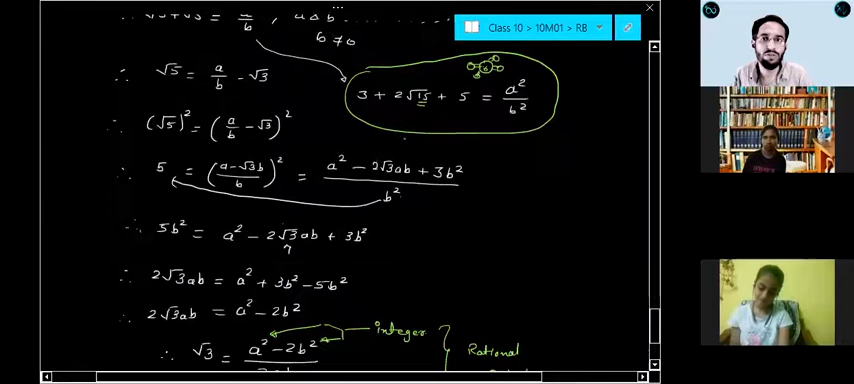 ∴ √5+√3 = a/b , a & b
b ≠ 0
Class 10 > 10M01 > RB
∴ √5 = a/b - √3
3 + 2√15 + 5 = a²/b²
∴ (√5)² = (a/b - √3)²
∴ 5 = ((a-√3b)/b)² = (a² - 2√3ab + 3b²)/b²
∴ 5b² = a² - 2√3ab + 3b²
∴ 2√3ab = a² + 3b² - 5b²
∴ 2√3ab = a² - 2b²
integer
∴ √3 = a² - 2b²
Rational